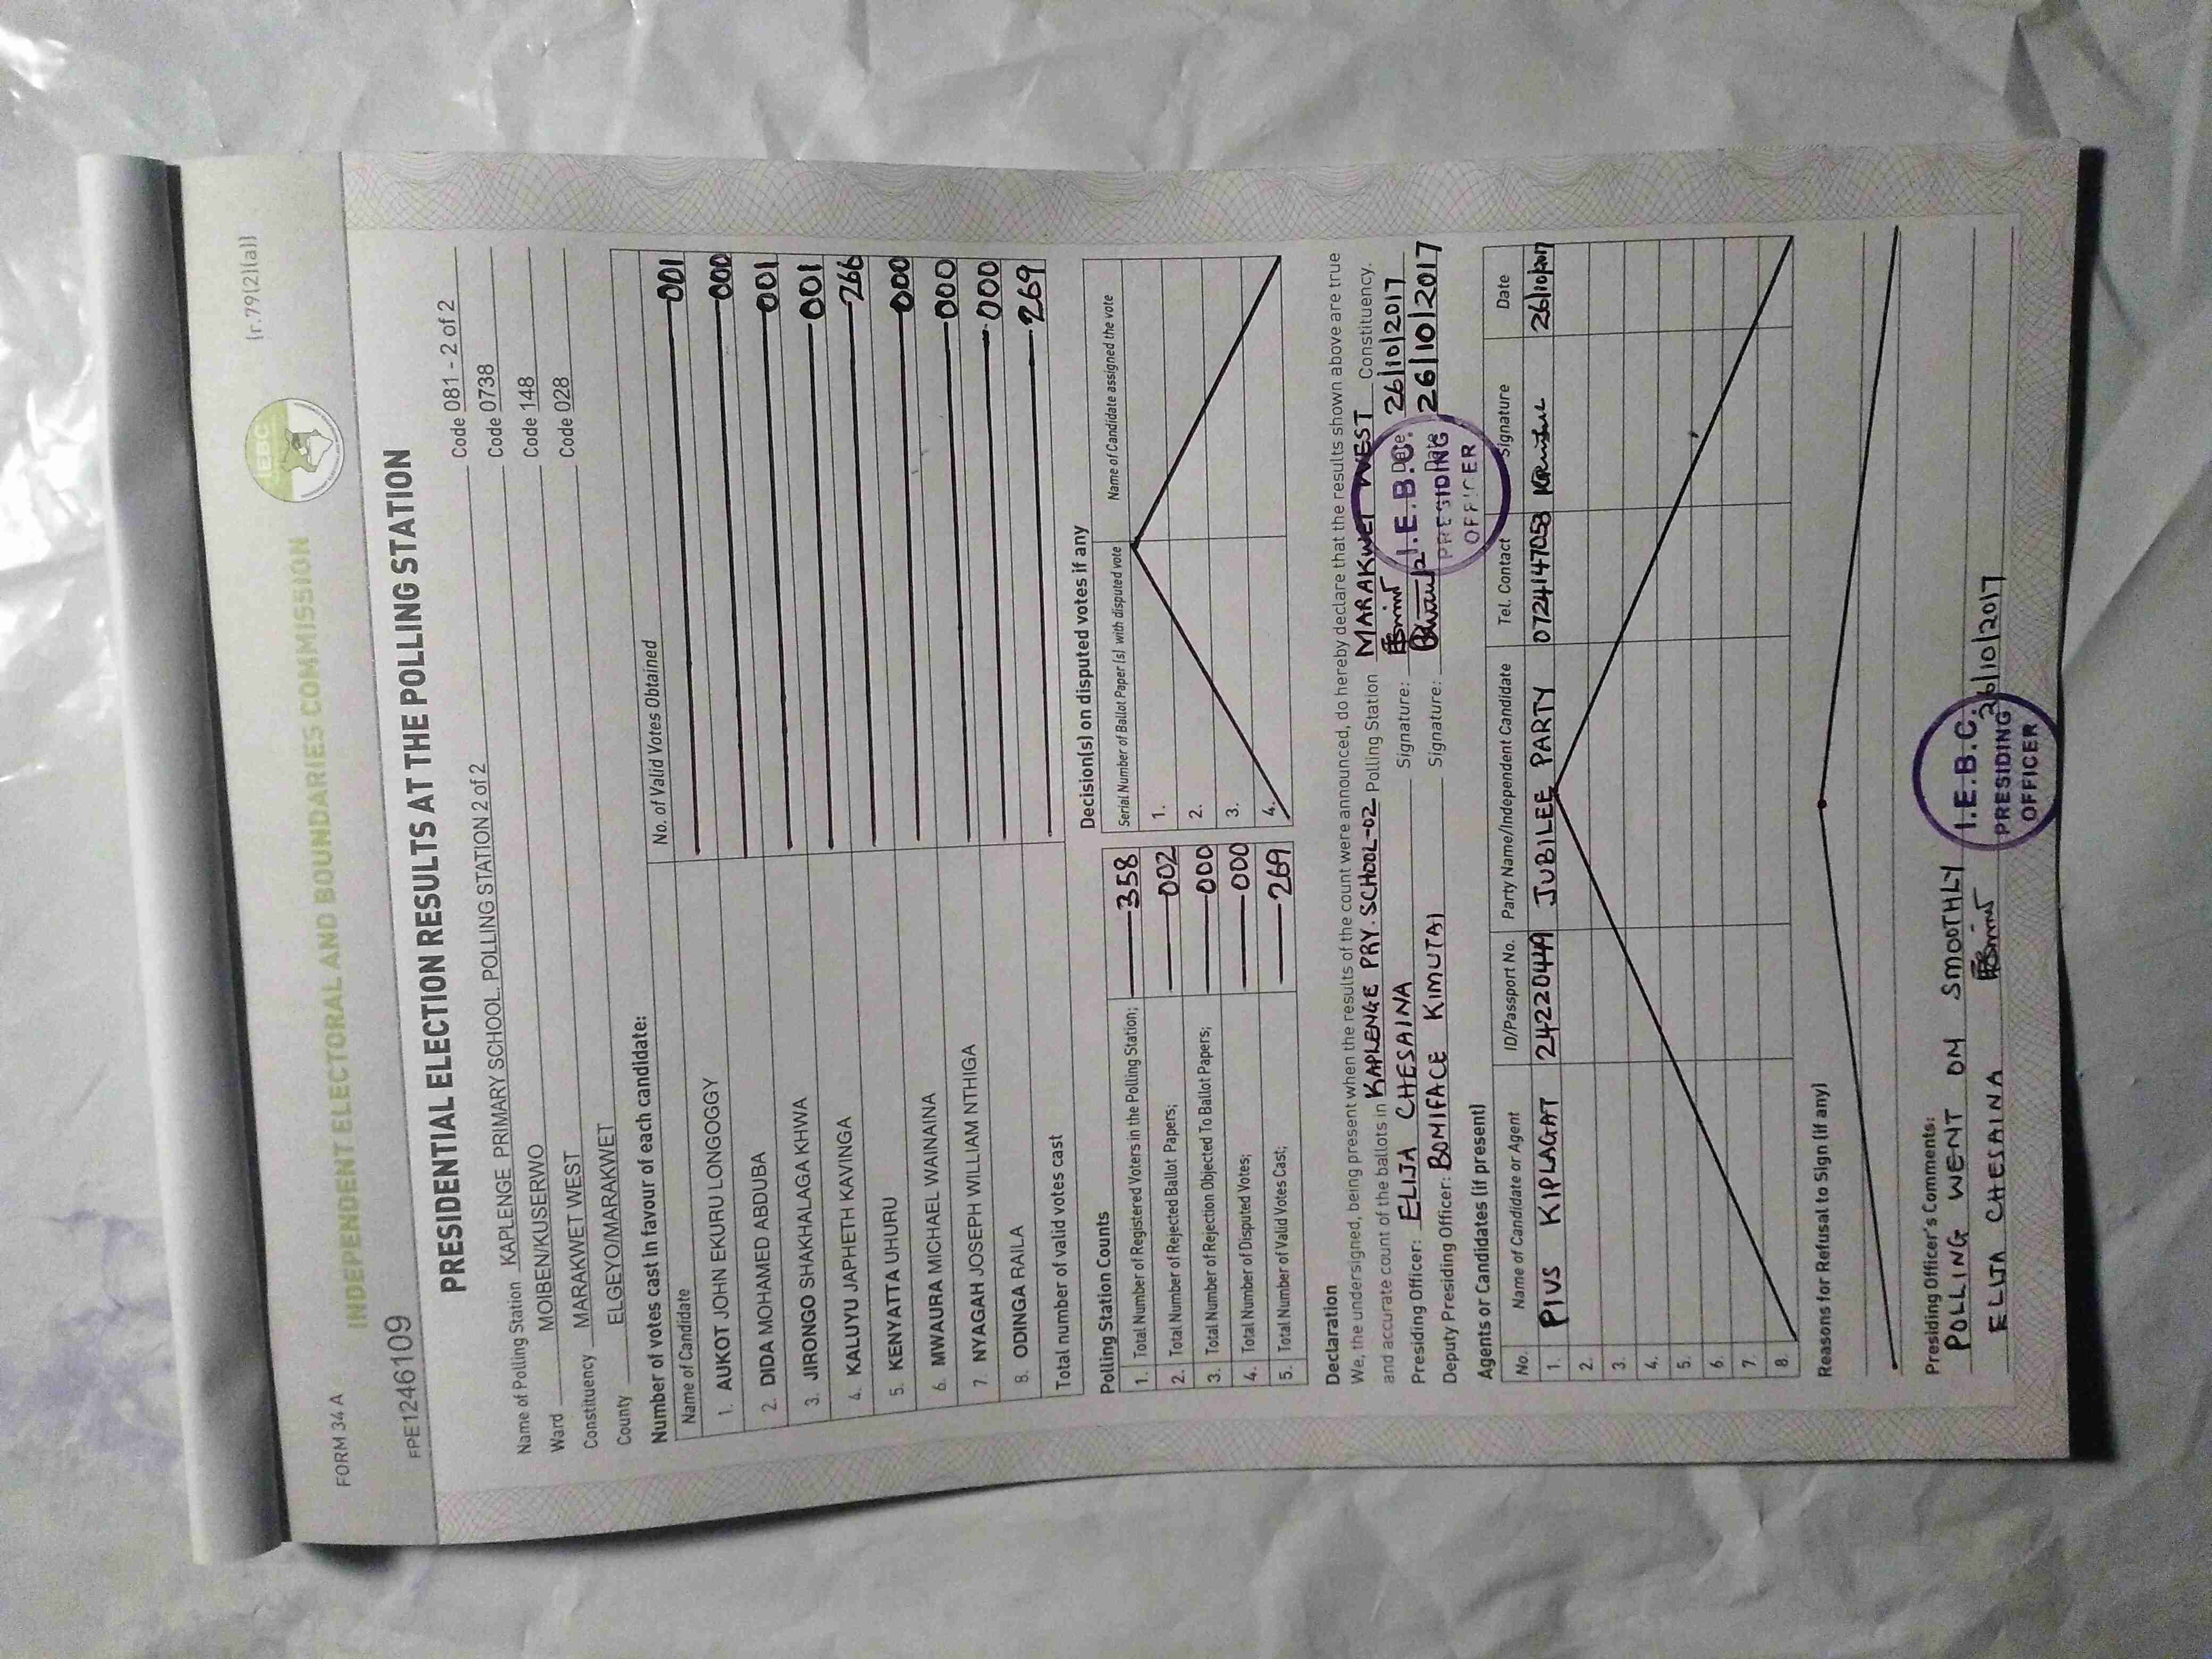 FORM 34 A
(r.79(2)(a))
IEBC
INDEPENDENT ELECTORAL AND BOUNDARIES COMMISSION
FPE1246109
PRESIDENTIAL ELECTION RESULTS AT THE POLLING STATION
Name of Polling Station KAPLENGE PRIMARY SCHOOL. POLLING STATION 2 of 2 Code 081 - 2 of 2
Ward MOIBEN/KUSERWO Code 0738
Constituency MARAKWET WEST Code 148
County ELGEYO/MARAKWET Code 028
Number of votes cast in favour of each candidate:
Name of Candidate No. of Valid Votes Obtained
1. AUKOT JOHN EKURU LONGOGGY 001
2. DIDA MOHAMED ABDUBA 000
3. JIRONGO SHAKHALAGA KHWA 001
4. KALUYU JAPHETH KAVINGA 001
5. KENYATTA UHURU 266
6. MWAURA MICHAEL WAINAINA 000
7. NYAGAH JOSEPH WILLIAM NTHIGA 000
8. ODINGA RAILA 000
Total number of valid votes cast 269
Polling Station Counts
1. Total Number of Registered Voters in the Polling Station; 358
2. Total Number of Rejected Ballot Papers; 002
3. Total Number of Rejection Objected To Ballot Papers; 000
4. Total Number of Disputed Votes; 000
5. Total Number of Valid Votes Cast; 269
Decision(s) on disputed votes if any
Serial Number of Ballot Paper(s) with disputed vote Name of Candidate assigned the vote
1.
2.
3.
4.
Declaration
We, the undersigned, being present when the results of the count were announced, do hereby declare that the results shown above are true
and accurate count of the ballots in KAPLENGE PRY. SCHOOL-02 Polling Station MARAKWET WEST Constituency.
Presiding Officer: ELIJA CHESAINA Signature: Date: 26/10/2017
Deputy Presiding Officer: BONIFACE KIMUTAI Signature: Date 26/10/2017
I.E.B.C.
PRESIDING
OFFICER
Agents or Candidates (if present)
No. Name of Candidate or Agent ID/Passport No. Party Name/Independent Candidate Tel. Contact Signature Date
1. PIUS KIPLAGAT 24220449 JUBILEE PARTY 0724147053 26/10/2017
2.
3.
4.
5.
6.
7.
8.
Reasons for Refusal to Sign (if any)
Presiding Officer's Comments:
POLLING WENT ON SMOOTHLY
ELIJA CHESAINA 26/10/2017
I.E.B.C.
PRESIDING
OFFICER